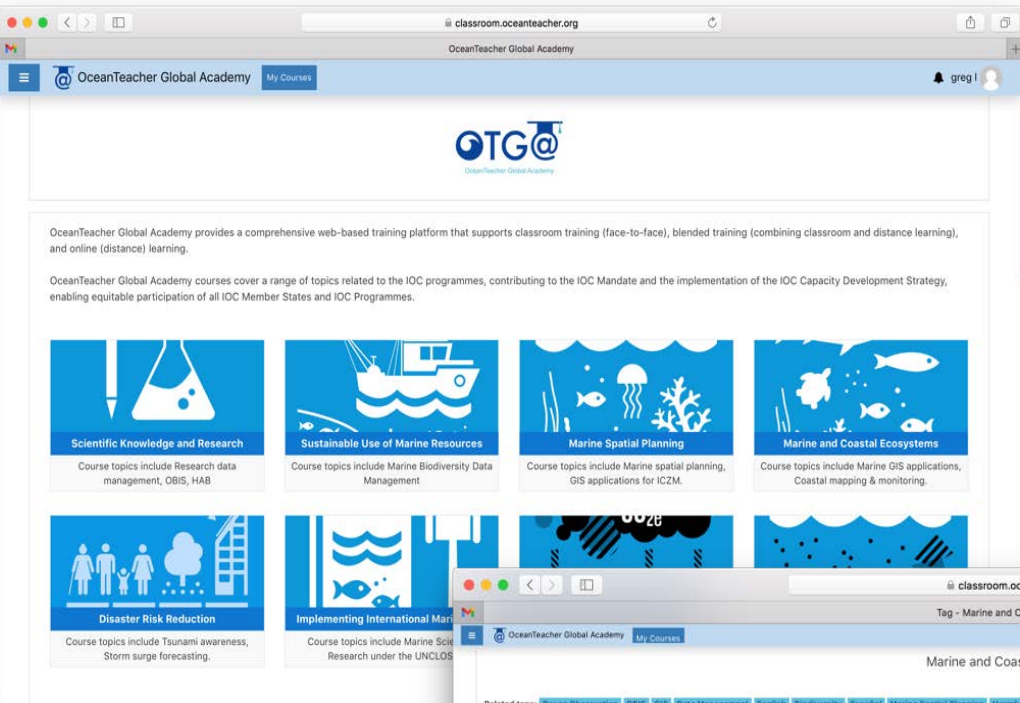 classroom.oceanteacher.org
OceanTeacher Global Academy
OceanTeacher Global Academy My Courses greg l
OTG@
OceanTeacher Global Academy
OceanTeacher Global Academy provides a comprehensive web-based training platform that supports classroom training (face-to-face), blended training (combining classroom and distance learning),
and online (distance) learning.
OceanTeacher Global Academy courses cover a range of topics related to the IOC programmes, contributing to the IOC Mandate and the implementation of the IOC Capacity Development Strategy,
enabling equitable participation of all IOC Member States and IOC Programmes.
Scientific Knowledge and Research
Course topics include Research data
management, OBIS, HAB
Sustainable Use of Marine Resources
Course topics include Marine Biodiversity Data
Management
Marine Spatial Planning
Course topics include Marine spatial planning,
GIS applications for ICZM.
Marine and Coastal Ecosystems
Course topics include Marine GIS applications,
Coastal mapping & monitoring.
Disaster Risk Reduction
Course topics include Tsunami awareness,
Storm surge forecasting.
Implementing International Mari
Course topics include Marine Scie
Research under the UNCLOS
classroom.oc
Tag - Marine and C
OceanTeacher Global Academy My Courses
Marine and Coas